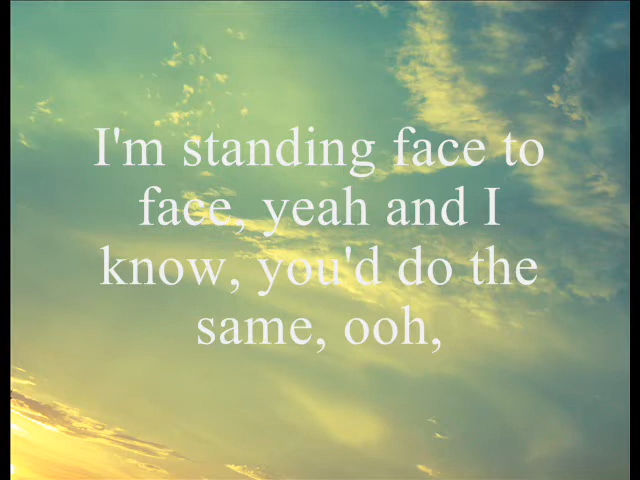 I'm standing face to
face, yeah and I
know, you'd do the
same, ooh,